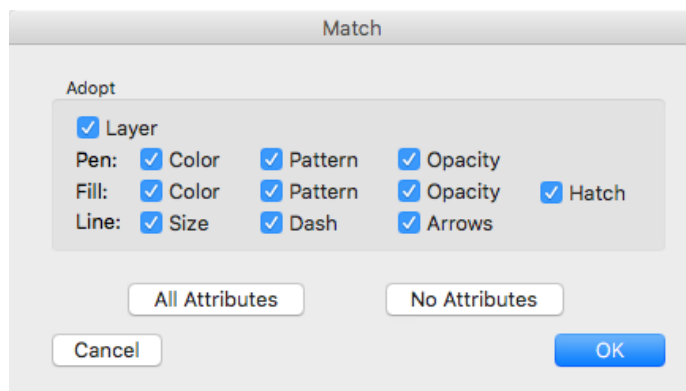 Match
Adopt
Layer
Pen: Color Pattern Opacity
Fill: Color Pattern Opacity Hatch
Line: Size Dash Arrows
All Attributes No Attributes
Cancel OK